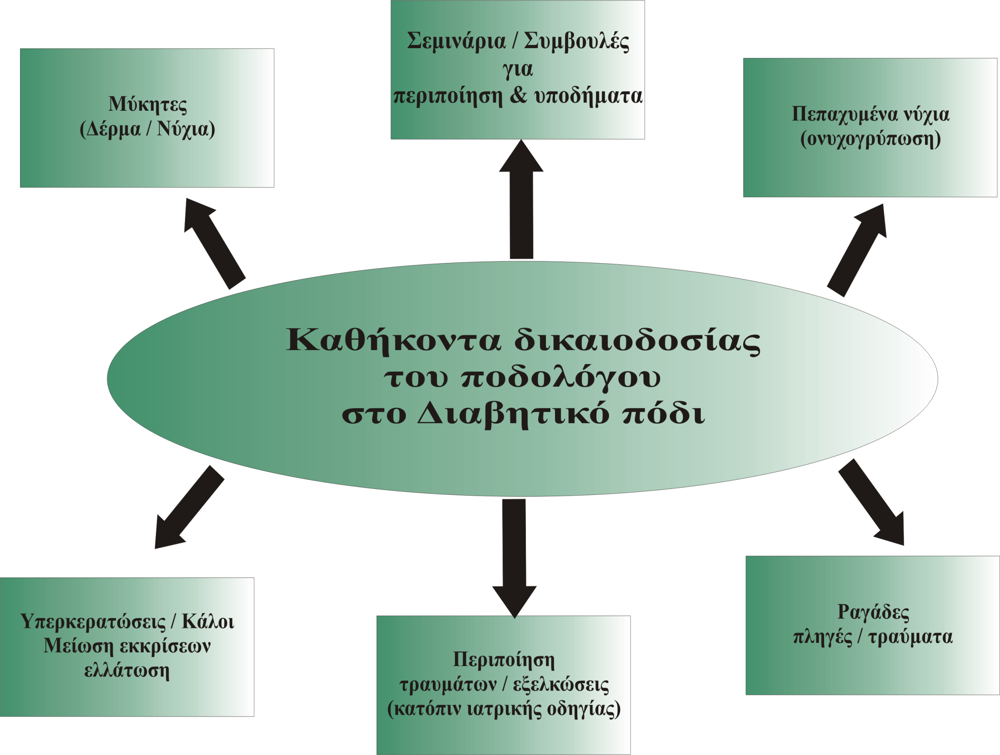 Σεμινάρια / Συμβουλές
για
περιποίηση & υποδήματα
Μύκητες
(Δέρμα / Νύχια)
Πεπαχυμένα νύχια
(ονυχογρύπωση)
Καθήκοντα δικαιοδοσίας
του ποδολόγου
στο Διαβητικό πόδι
Υπερκερατώσεις / Κάλοι
Μείωση εκκρίσεων
ελλάτωση
Περιποίηση
τραυμάτων / εξελκώσεις
(κατόπιν ιατρικής οδηγίας)
Ραγάδες
πληγές / τραύματα